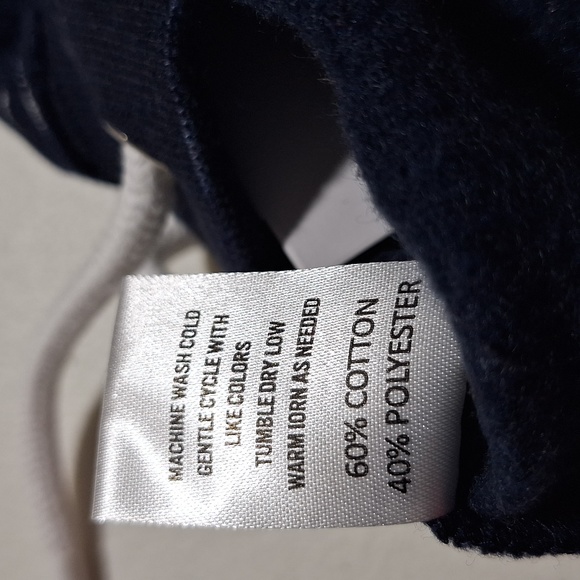 MACHINE WASH COLD
GENTLE CYCLE WITH
LIKE COLORS
TUMBLE DRY LOW
WARM IORN AS NEEDED
60% COTTON
40% POLYESTER